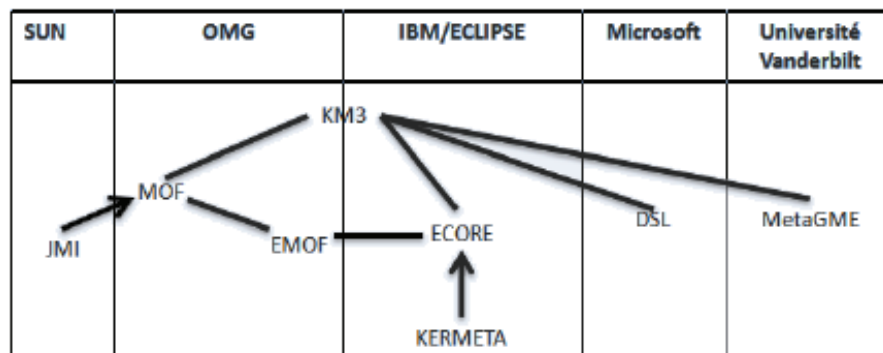 SUN OMG IBM/ECLIPSE Microsoft Université
Vanderbilt
KM3
MOF
JMI EMOF ECORE DSL MetaGME
KERMETA